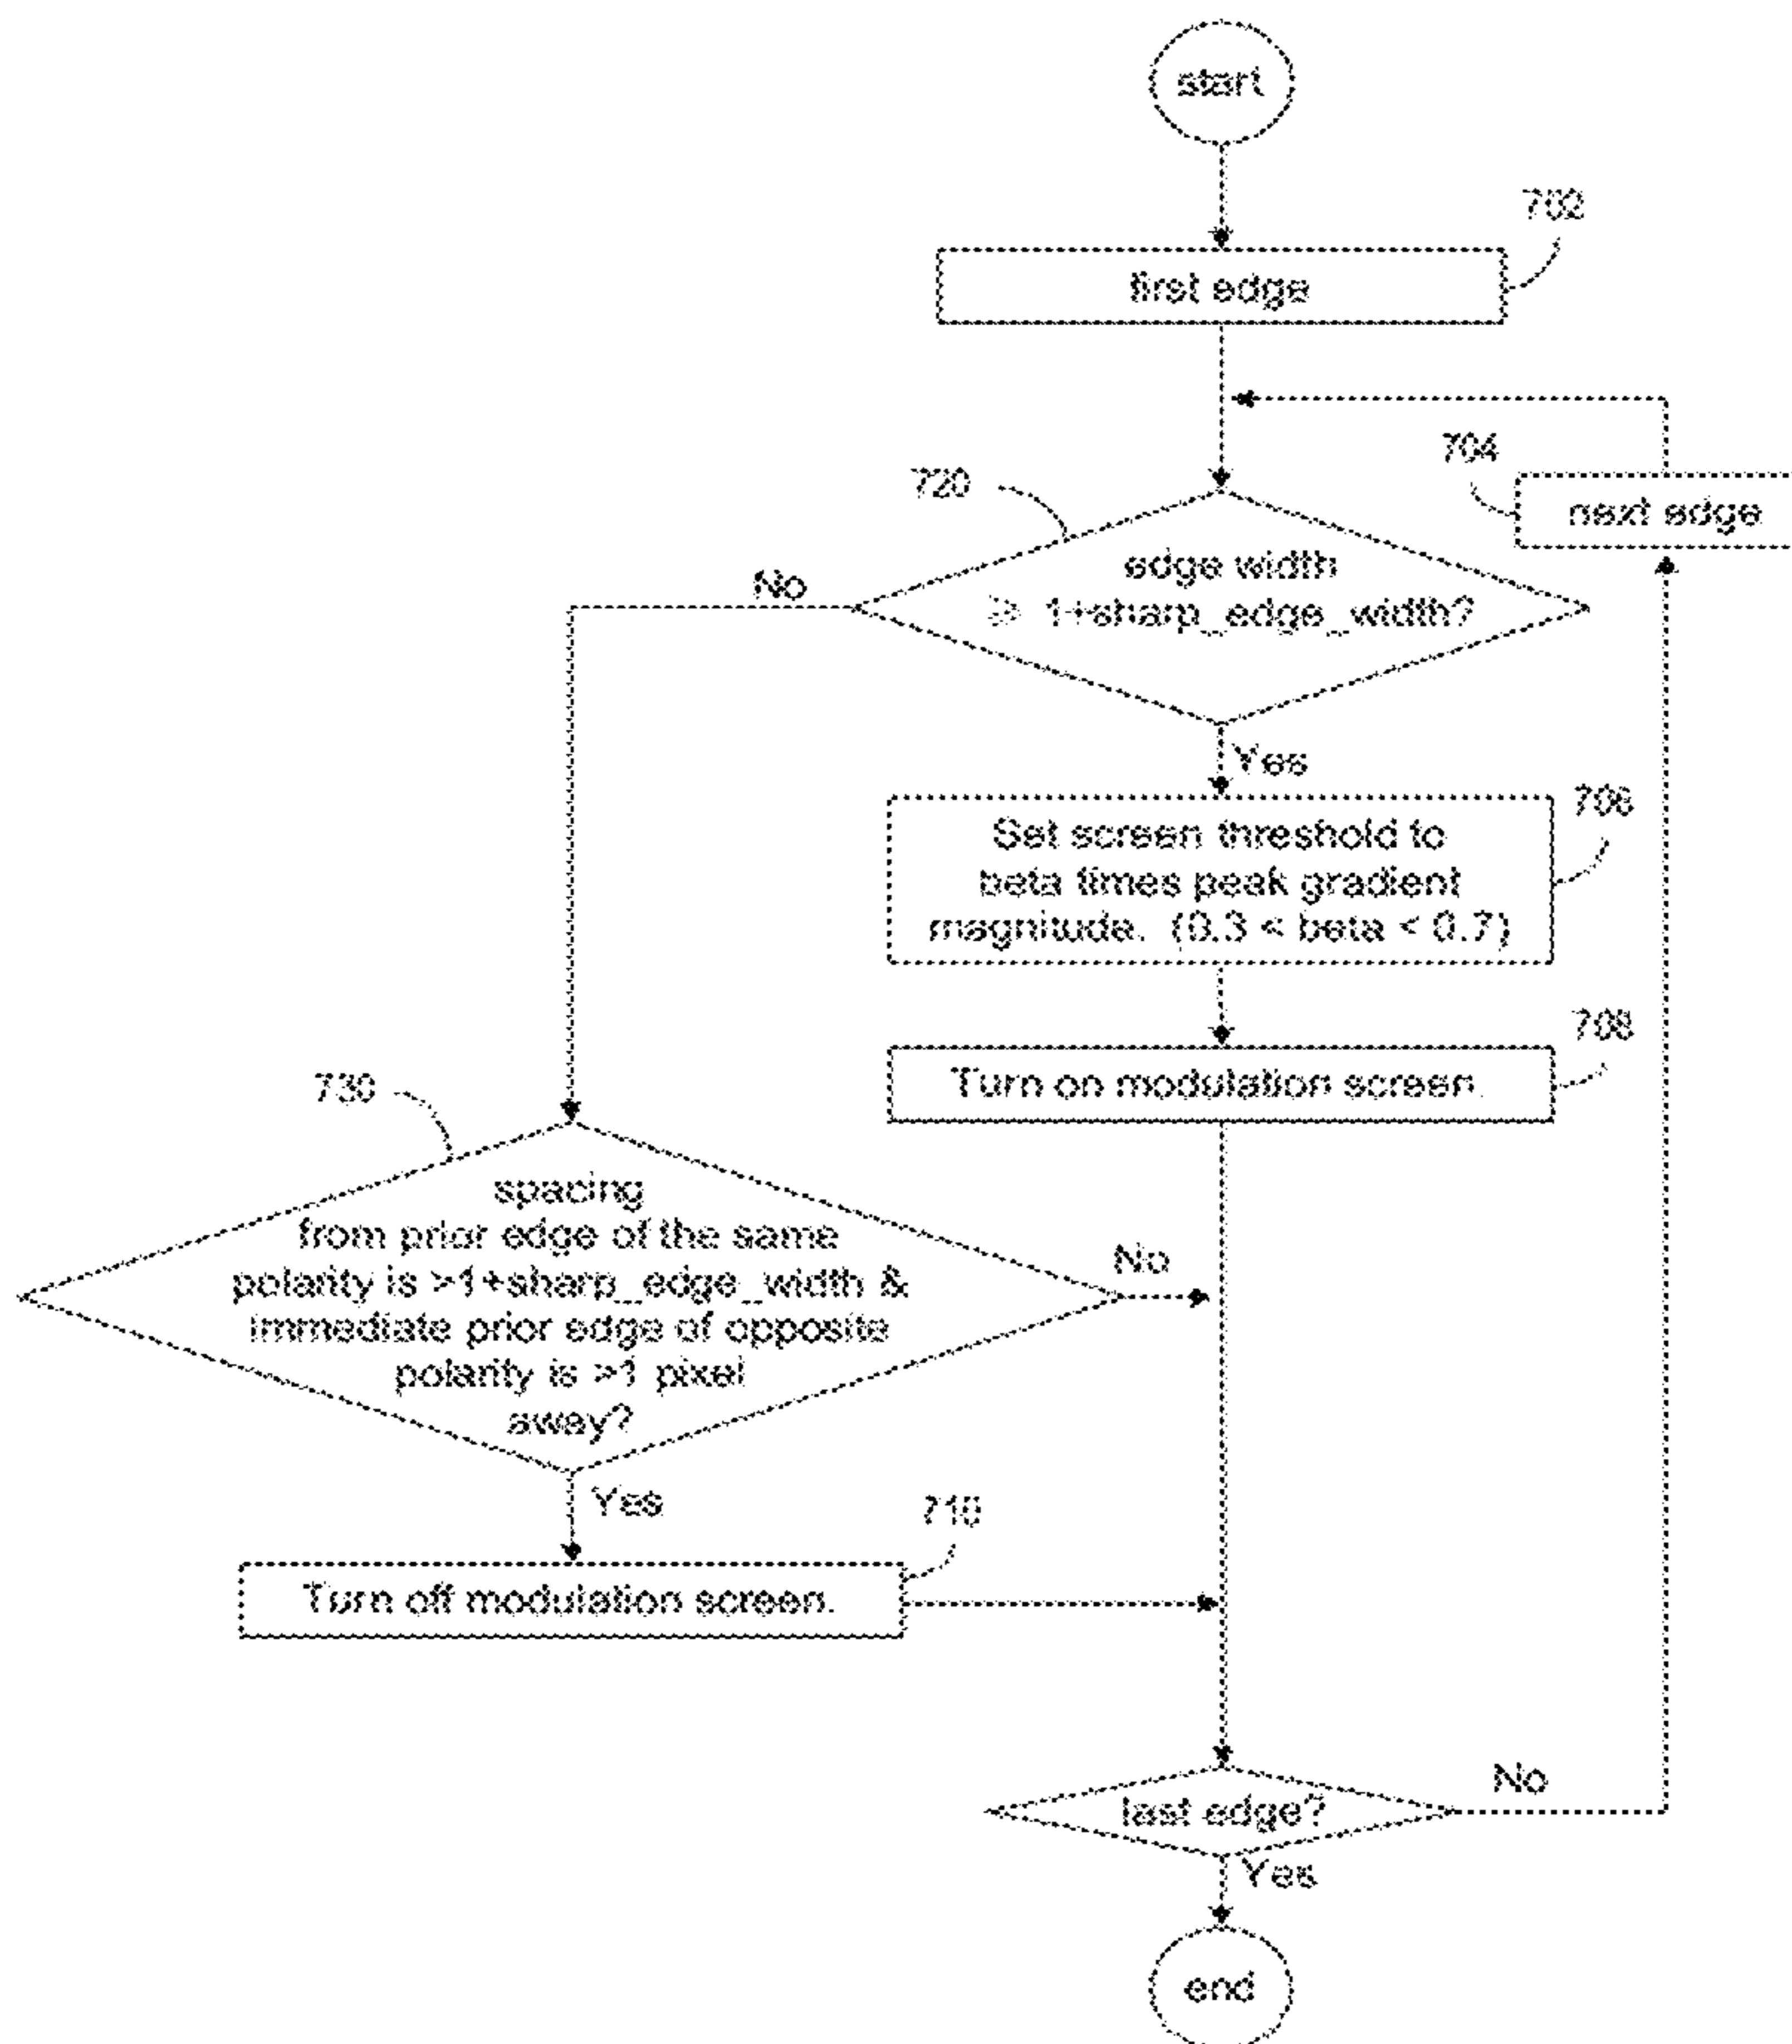 start
702
first edge
704
next edge
720
edge width
≥ 1+sharp_edge_width?
No
Yes
706
Set screen threshold to
beta times peak gradient
magnitude. (0.3 < beta < 0.7)
708
Turn on modulation screen.
730
spacing
from prior edge of the same
polarity is >1+sharp_edge_width &
immediate prior edge of opposite
polarity is >1 pixel
away?
No
Yes
710
Turn off modulation screen.
last edge?
No
Yes
end